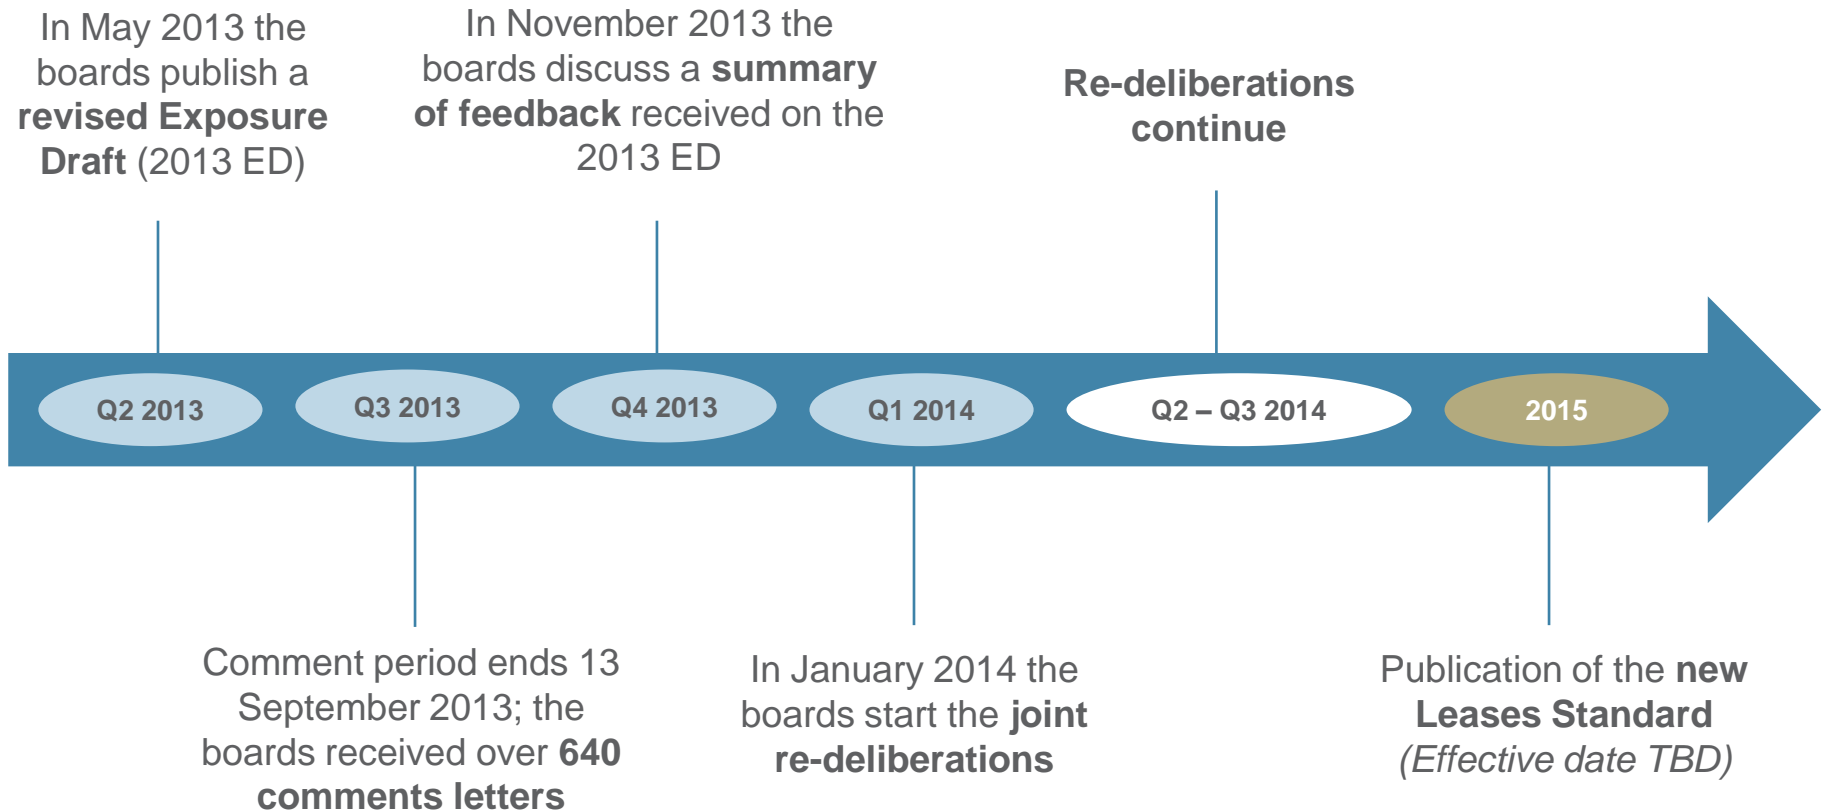 In May 2013 the
boards publish a
revised Exposure
Draft (2013 ED)
In November 2013 the
boards discuss a summary
of feedback received on the
2013 ED
Re-deliberations
continue
Q2 2013
Q3 2013
Q4 2013
Q1 2014
Q2 – Q3 2014
2015
Comment period ends 13
September 2013; the
boards received over 640
comments letters
In January 2014 the
boards start the joint
re-deliberations
Publication of the new
Leases Standard
(Effective date TBD)